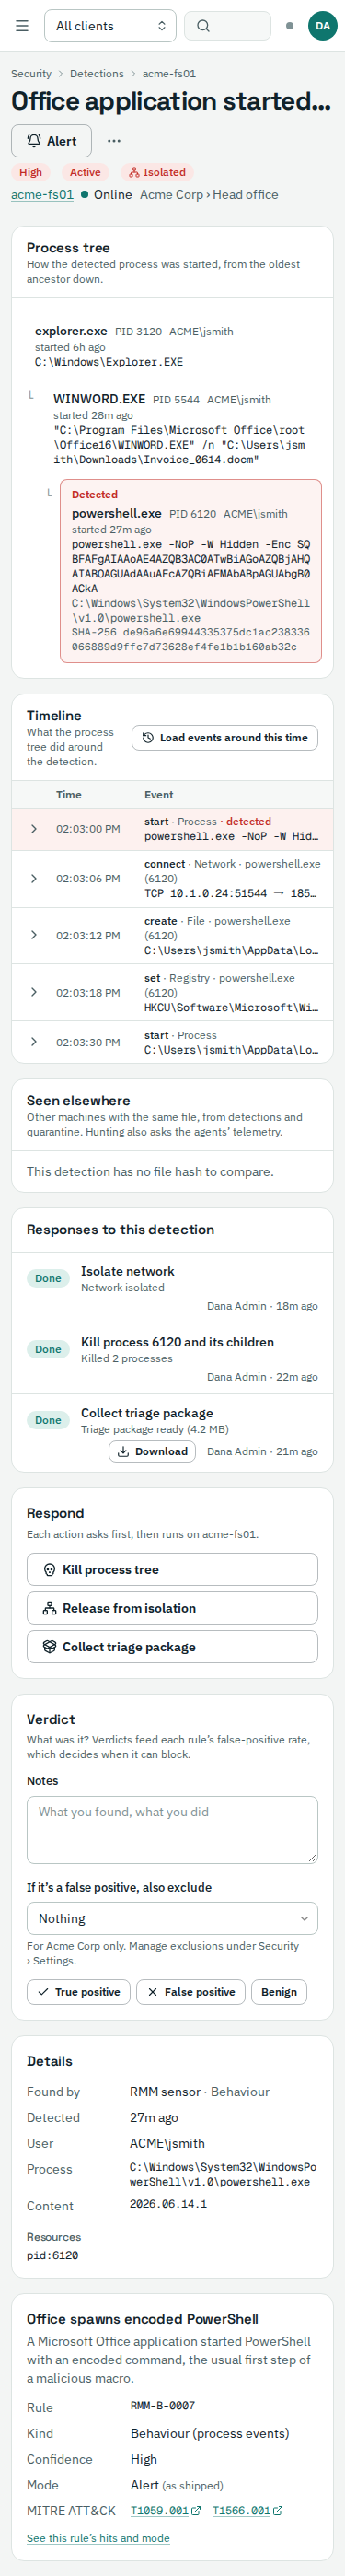 All clients
DA
Security > Detections > acme-fs01
Office application started...
Alert
High Active Isolated
acme-fs01 Online Acme Corp › Head office
Process tree
How the detected process was started, from the oldest
ancestor down.
explorer.exe PID 3120 ACME\jsmith
started 6h ago
C:\Windows\Explorer.EXE
WINWORD.EXE PID 5544 ACME\jsmith
started 28m ago
"C:\Program Files\Microsoft Office\root
\Office16\WINWORD.EXE" /n "C:\Users\jsm
ith\Downloads\Invoice_0614.docm"
Detected
powershell.exe PID 6120 ACME\jsmith
started 27m ago
powershell.exe -NoP -W Hidden -Enc SQ
BFAFgAIAAoAE4AZQB3AC0ATwBiAGoAZQBjAHQ
AIABOAGUAdAAuAFcAZQBiAEMAbABpAGUAbgB0
ACkA
C:\Windows\System32\WindowsPowerShell
\v1.0\powershell.exe
SHA-256 de96a6e69944335375dc1ac238336
066889d9ffc7d73628ef4fe1b1b160ab32c
Timeline
What the process
tree did around
the detection.
Load events around this time
Time Event
02:03:00 PM start · Process · detected
powershell.exe -NoP -W Hid…
02:03:06 PM connect · Network · powershell.exe
(6120)
TCP 10.1.0.24:51544 → 185…
02:03:12 PM create · File · powershell.exe
(6120)
C:\Users\jsmith\AppData\Lo…
02:03:18 PM set · Registry · powershell.exe
(6120)
HKCU\Software\Microsoft\Wi…
02:03:30 PM start · Process
C:\Users\jsmith\AppData\Lo…
Seen elsewhere
Other machines with the same file, from detections and
quarantine. Hunting also asks the agents’ telemetry.
This detection has no file hash to compare.
Responses to this detection
Done Isolate network
Network isolated
Dana Admin · 18m ago
Done Kill process 6120 and its children
Killed 2 processes
Dana Admin · 22m ago
Done Collect triage package
Triage package ready (4.2 MB)
Download Dana Admin · 21m ago
Respond
Each action asks first, then runs on acme-fs01.
Kill process tree
Release from isolation
Collect triage package
Verdict
What was it? Verdicts feed each rule’s false-positive rate,
which decides when it can block.
Notes
What you found, what you did
If it’s a false positive, also exclude
Nothing
For Acme Corp only. Manage exclusions under Security
› Settings.
True positive False positive Benign
Details
Found by RMM sensor · Behaviour
Detected 27m ago
User ACME\jsmith
Process C:\Windows\System32\WindowsPo
werShell\v1.0\powershell.exe
Content 2026.06.14.1
Resources
pid:6120
Office spawns encoded PowerShell
A Microsoft Office application started PowerShell
with an encoded command, the usual first step of
a malicious macro.
Rule RMM-B-0007
Kind Behaviour (process events)
Confidence High
Mode Alert (as shipped)
MITRE ATT&CK T1059.001 T1566.001
See this rule’s hits and mode